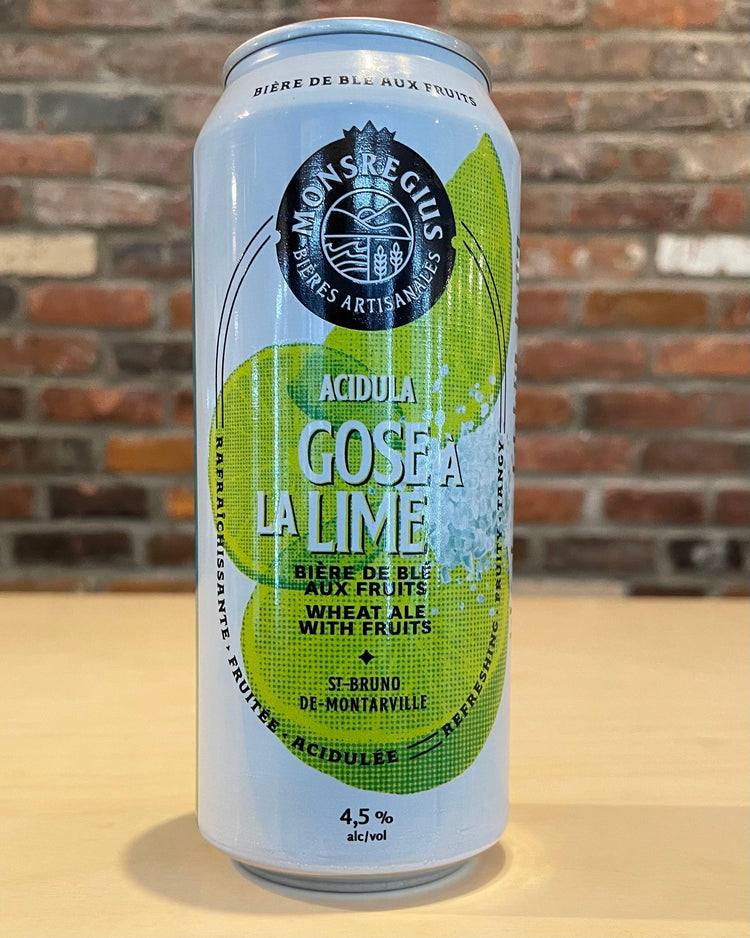 BIÈRE DE BLÉ AUX FRUITS
MONSREGIUS
BIÈRES ARTISANALES
ACIDULA
GOSE À
LA LIME
BIÈRE DE BLÉ
AUX FRUITS
WHEAT ALE
WITH FRUITS
ST-BRUNO
DE-MONTARVILLE
RAFRAÎCHISSANTE · FRUITÉE · ACIDULÉE
REFRESHING · FRUITY · TANGY
4,5 %
alc/vol